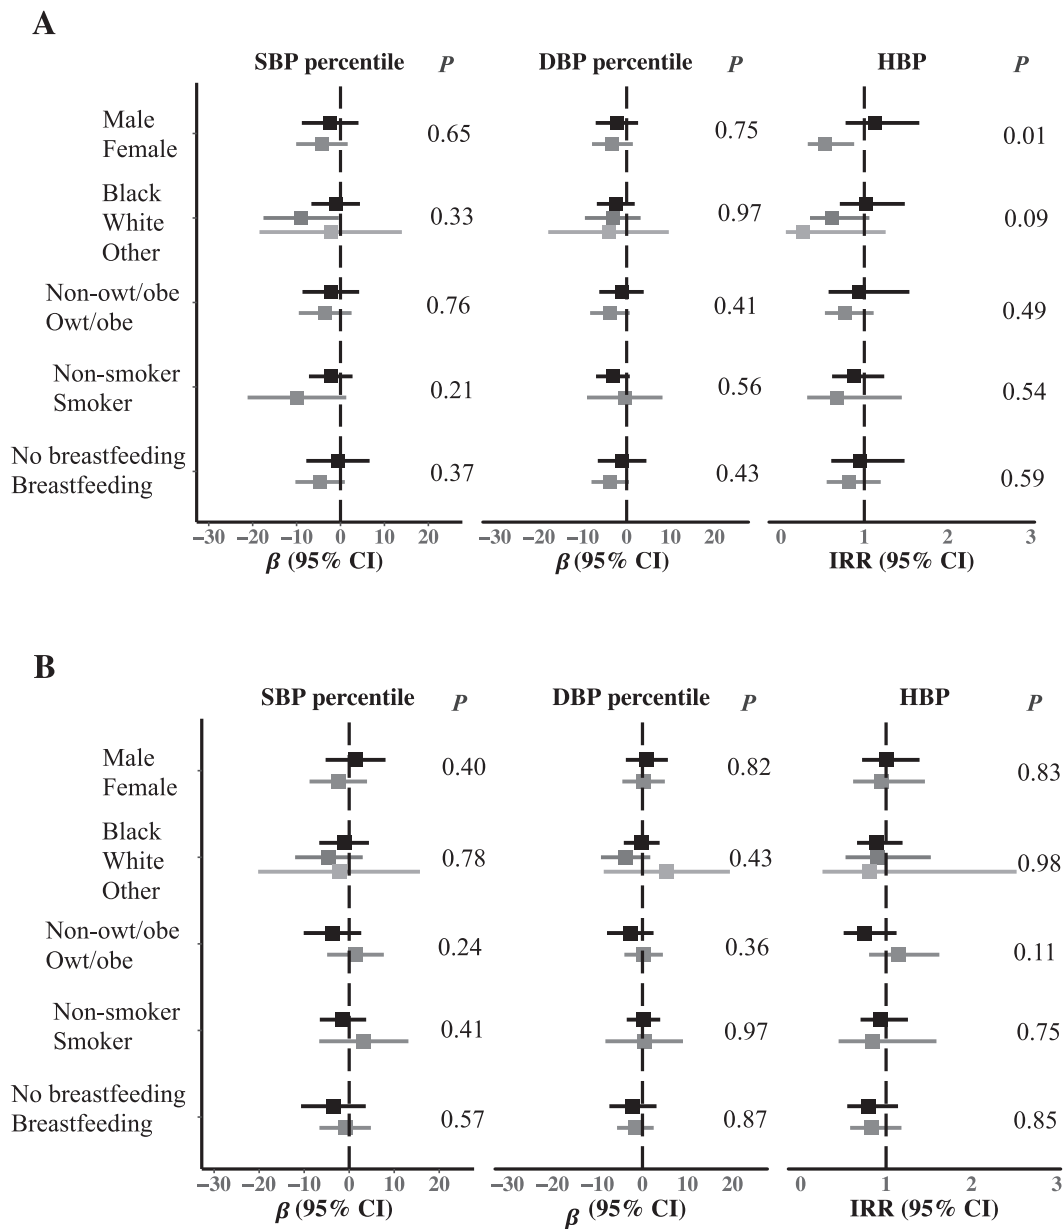 A
SBP percentile P DBP percentile P HBP P
Male
Female
0.65 0.75 0.01
Black
White
Other
0.33 0.97 0.09
Non-owt/obe
Owt/obe
0.76 0.41 0.49
Non-smoker
Smoker
0.21 0.56 0.54
No breastfeeding
Breastfeeding
0.37 0.43 0.59
−30 −20 −10 0 10 20 −30 −20 −10 0 10 20 0 1 2 3
β (95% CI) β (95% CI) IRR (95% CI)
B
SBP percentile P DBP percentile P HBP P
Male
Female
0.40 0.82 0.83
Black
White
Other
0.78 0.43 0.98
Non-owt/obe
Owt/obe
0.24 0.36 0.11
Non-smoker
Smoker
0.41 0.97 0.75
No breastfeeding
Breastfeeding
0.57 0.87 0.85
−30 −20 −10 0 10 20 −30 −20 −10 0 10 20 0 1 2 3
β (95% CI) β (95% CI) IRR (95% CI)